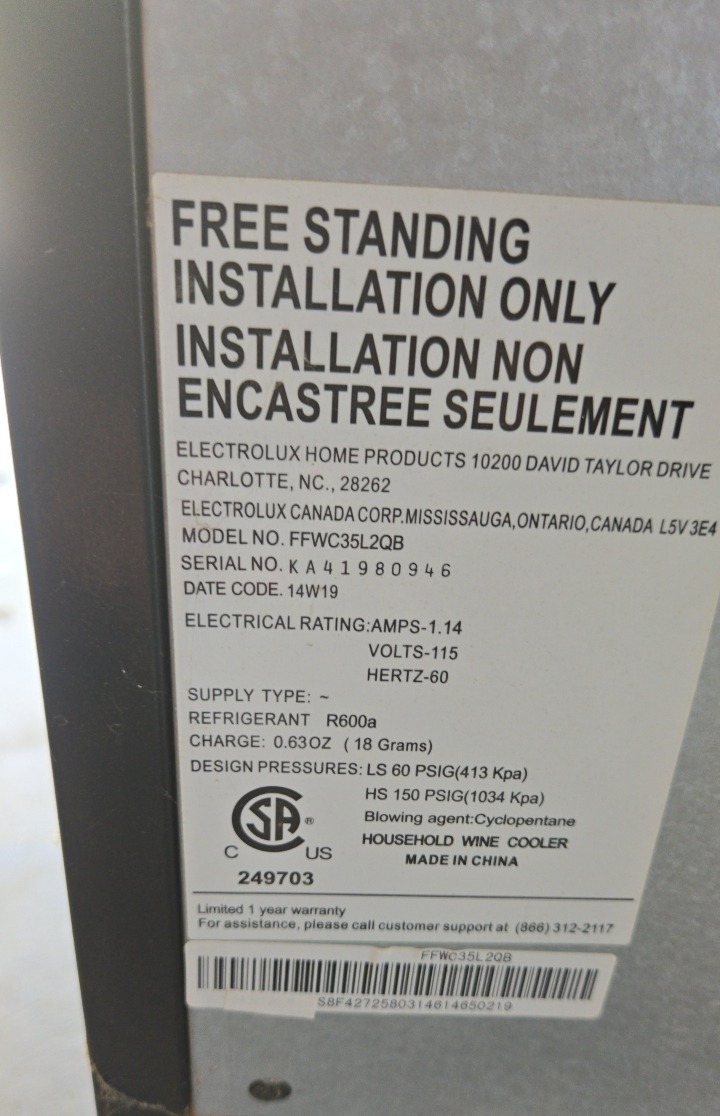 FREE STANDING
INSTALLATION ONLY
INSTALLATION NON
ENCASTREE SEULEMENT
ELECTROLUX HOME PRODUCTS 10200 DAVID TAYLOR DRIVE
CHARLOTTE, NC., 28262
ELECTROLUX CANADA CORP.MISSISSAUGA,ONTARIO,CANADA L5V 3E4
MODEL NO. FFWC35L2QB
SERIAL NO. KA41980946
DATE CODE. 14W19
ELECTRICAL RATING:AMPS-1.14
VOLTS-115
HERTZ-60
SUPPLY TYPE: ~
REFRIGERANT R600a
CHARGE: 0.63OZ (18 Grams)
DESIGN PRESSURES: LS 60 PSIG(413 Kpa)
HS 150 PSIG(1034 Kpa)
Blowing agent:Cyclopentane
HOUSEHOLD WINE COOLER
MADE IN CHINA
CSA ®
C US
249703
Limited 1 year warranty
For assistance, please call customer support at (866) 312-2117
FFWC35L2QB
S8F4272580314614650219